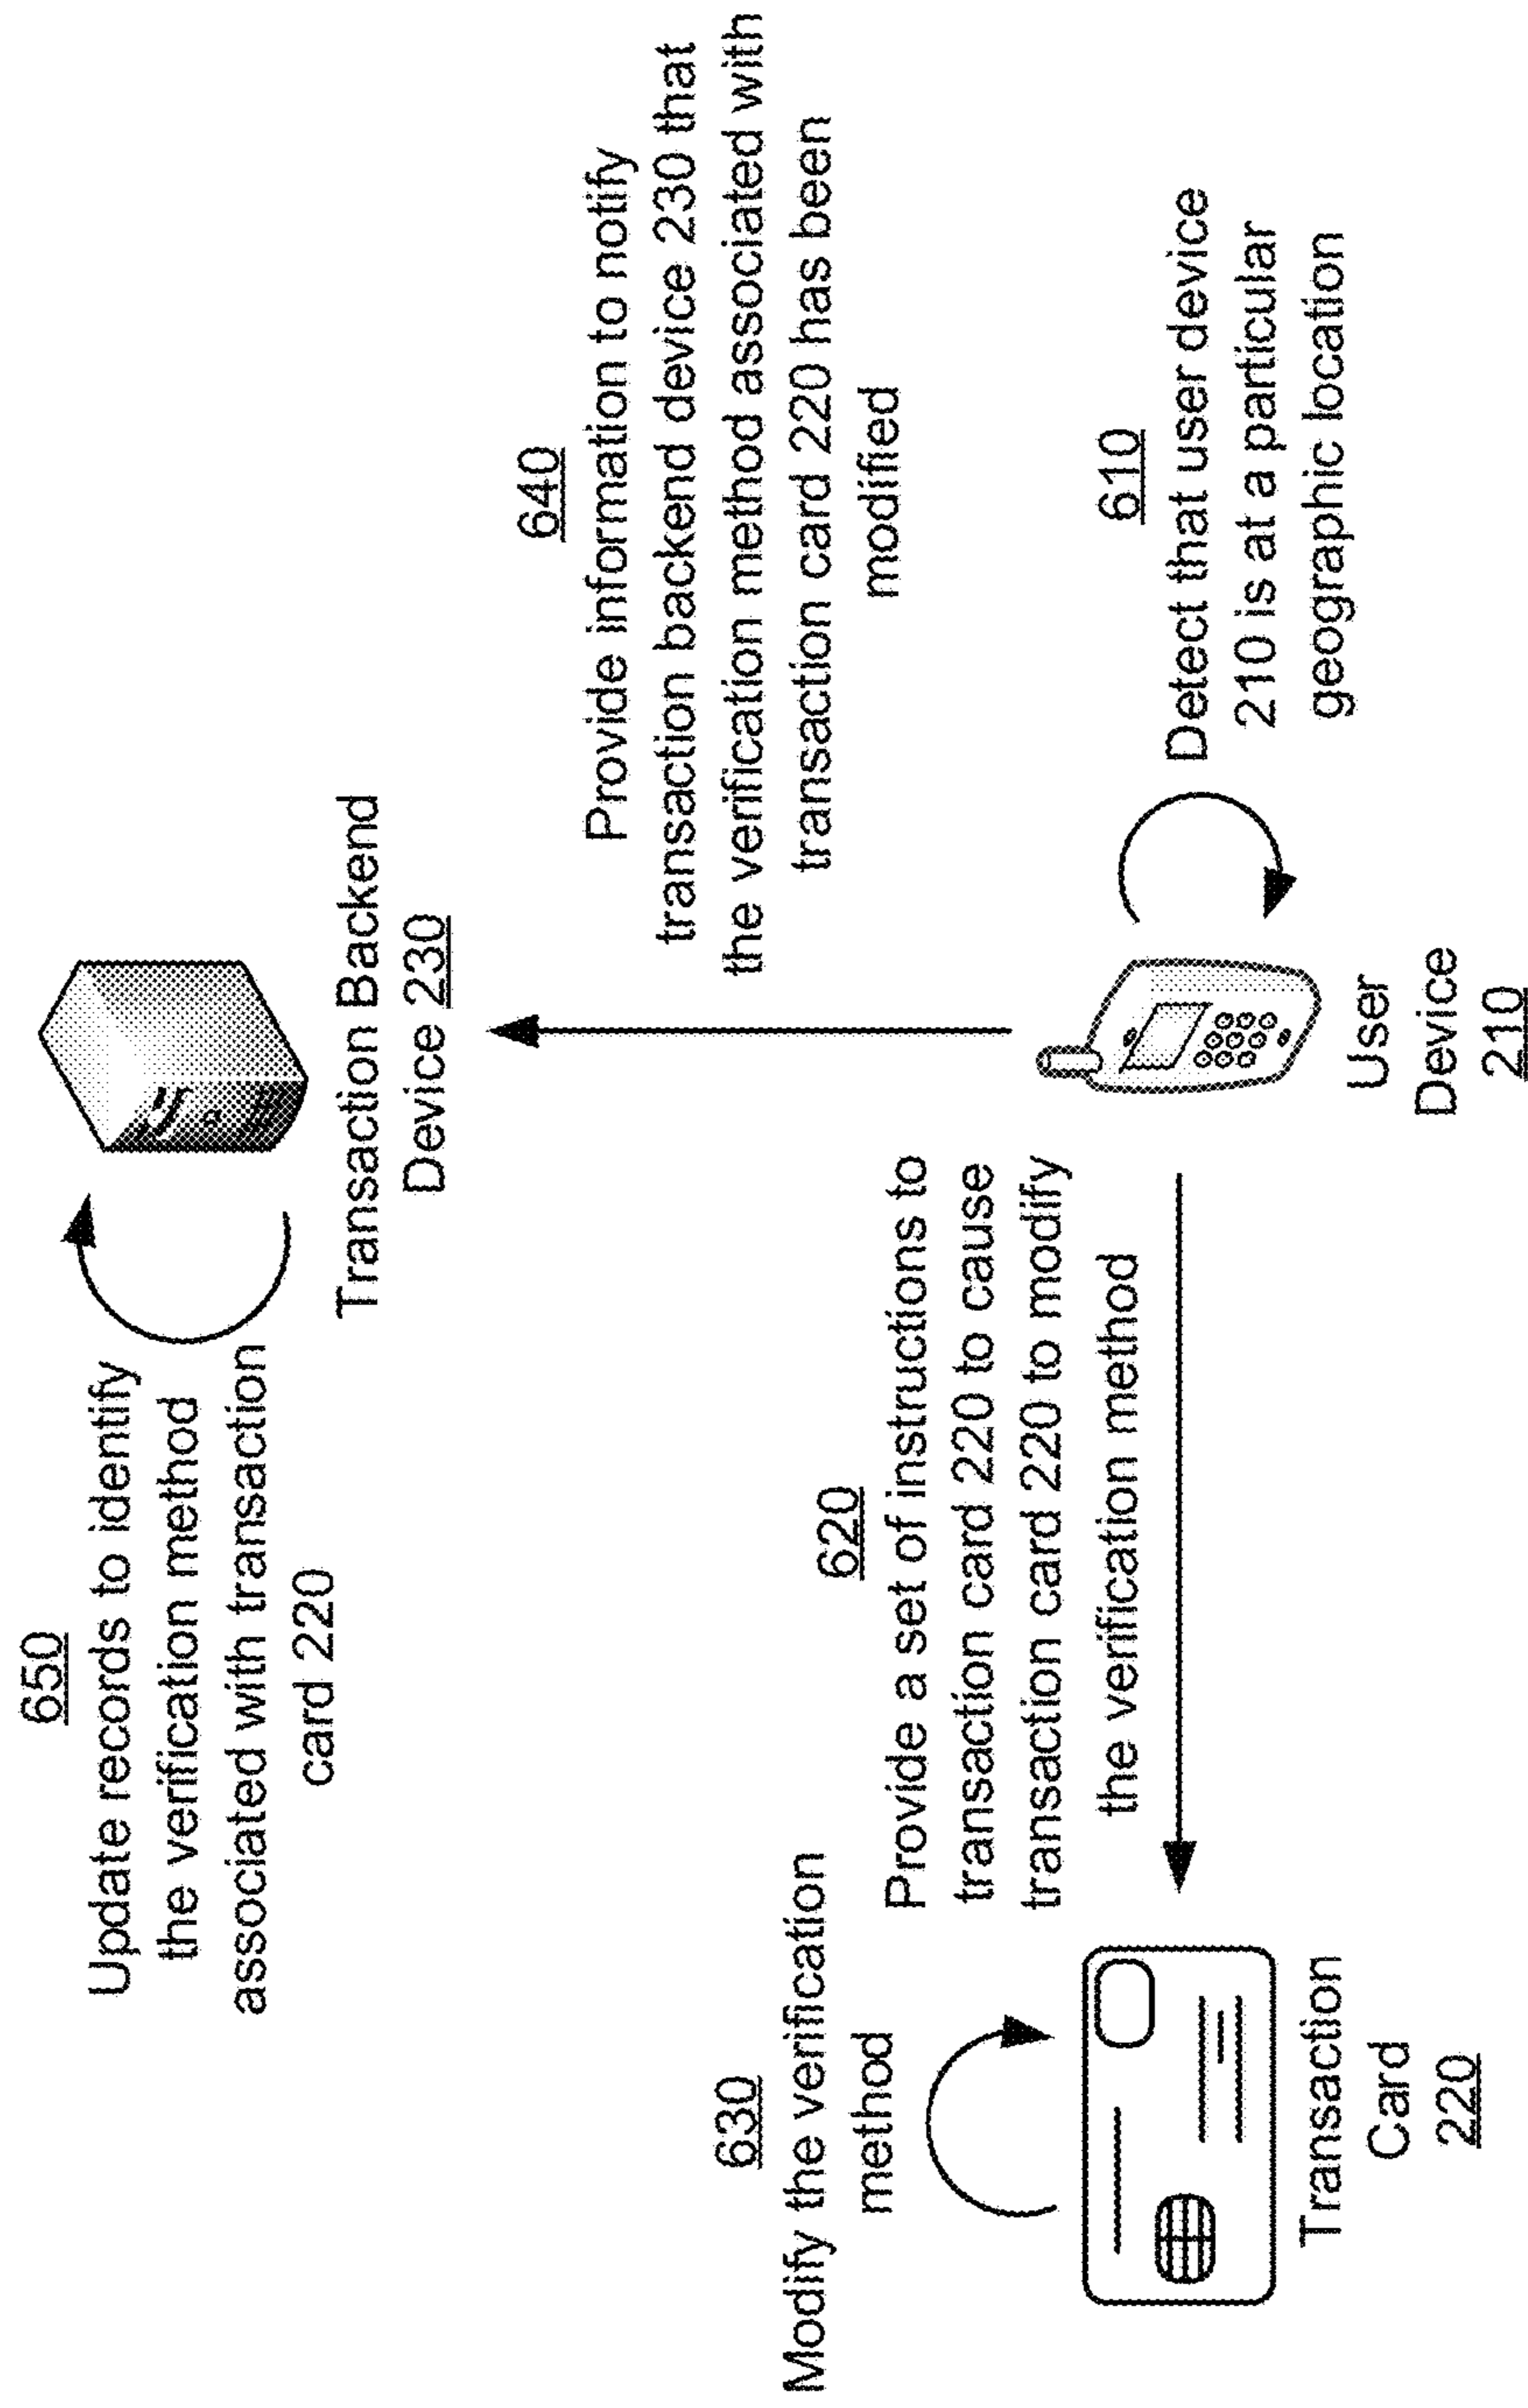 650
Update records to identify
the verification method
associated with transaction
card 220
Transaction Backend
Device 230
640
Provide information to notify
transaction backend device 230 that
the verification method associated with
transaction card 220 has been
modified
630
Modify the verification
method
620
Provide a set of instructions to
transaction card 220 to cause
transaction card 220 to modify
the verification method
610
Detect that user device
210 is at a particular
geographic location
Transaction
Card
220
User
Device
210